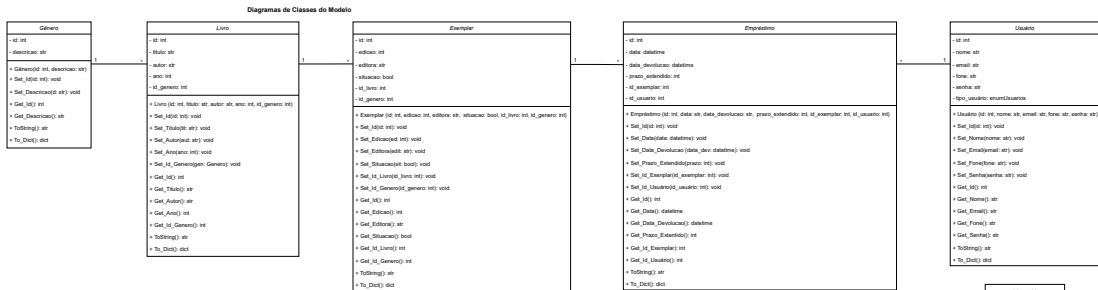 Diagramas de Classes do Modelo
Gênero
- id: int
- descricao: str
+ Gênero(id: int, descricao: str)
+ Set_Id(id: int): void
+ Set_Descricao(d: str): void
+ Get_Id(): int
+ Get_Descricao(): str
+ ToString(): str
+ To_Dict(): dict
1
*
Livro
- id: int
- titulo: str
- autor: str
- ano: int
- id_genero: int
+ Livro (id: int, titulo: str, autor: str, ano: int, id_genero: int)
+ Set_Id(id: int): void
+ Set_Titulo(tit: str): void
+ Set_Autor(aut: str): void
+ Set_Ano(ano: int): void
+ Set_Id_Genero(gen: Genero): void
+ Get_Id(): int
+ Get_Titulo(): str
+ Get_Autor(): str
+ Get_Ano(): int
+ Get_Id_Genero(): int
+ ToString(): str
+ To_Dict(): dict
1
*
Exemplar
- id: int
- edicao: int
- editora: str
- situacao: bool
- id_livro: int
- id_genero: int
+ Exemplar (id: int, edicao: int, editora: str, situacao: bool, id_livro: int, id_genero: int)
+ Set_Id(id: int): void
+ Set_Edicao(ed: int): void
+ Set_Editora(edit: str): void
+ Set_Situacao(sit: bool): void
+ Set_Id_Livro(id_livro: int): void
+ Set_Id_Genero(id_genero: int): void
+ Get_Id(): int
+ Get_Edicao(): int
+ Get_Editora(): str
+ Get_Situacao(): bool
+ Get_Id_Livro(): int
+ Get_Id_Genero(): int
+ ToString(): str
+ To_Dict(): dict
1
*
Empréstimo
- id: int
- data: datetime
- data_devolucao: datetime
- prazo_extendido: int
- id_exemplar: int
- id_usuario: int
+ Empréstimo (id: int, data: str, data_devolucao: str, prazo_extendido: int, id_exemplar: int, id_usuario: int)
+ Set_Id(id: int): void
+ Set_Data(data: datetime): void
+ Set_Data_Devolucao (data_dev: datetime): void
+ Set_Prazo_Extendido(prazo: int): void
+ Set_Id_Exenplar(id_exemplar: int): void
+ Set_Id_Usuário(id_usuário: int): void
+ Get_Id(): int
+ Get_Data(): datetime
+ Get_Data_Devolucao(): datetime
+ Get_Prazo_Extentido(): int
+ Get_Id_Exemplar(): int
+ Get_Id_Usuário(): int
+ ToString(): str
+ To_Dict(): dict
*
1
Usuário
- id: int
- nome: str
- email: str
- fone: str
- senha: str
- tipo_usuário: enumUsuarios
+ Usuário (id: int, nome: str, email: str, fone: str, senha: str)
+ Set_Id(id: int): void
+ Set_Nome(nome: str): void
+ Set_Email(email: str): void
+ Set_Fone(fone: str): void
+ Set_Senha(senha: str): void
+ Get_Id(): int
+ Get_Nome(): str
+ Get_Email(): str
+ Get_Fone(): str
+ Get_Senha(): str
+ ToString(): str
+ To_Dict(): dict